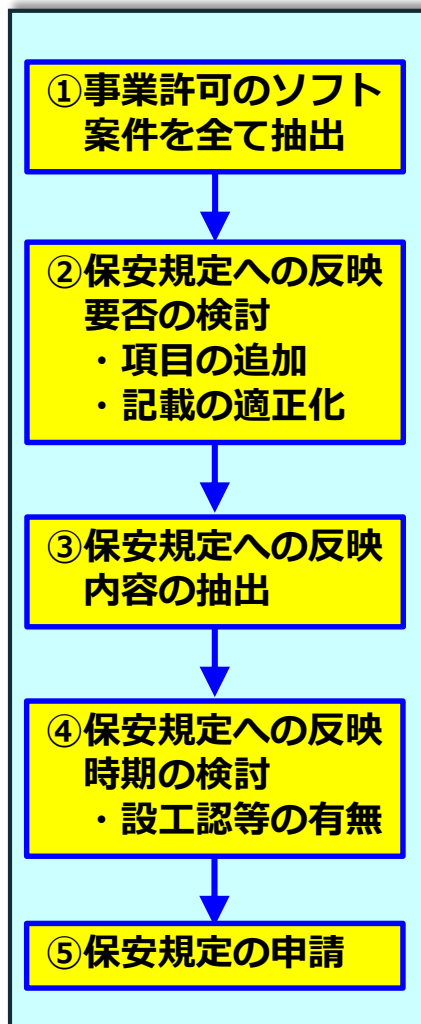 ①事業許可のソフト
案件を全て抽出
②保安規定への反映
要否の検討
・項目の追加
・記載の適正化
③保安規定への反映
内容の抽出
④保安規定への反映
時期の検討
・設工認等の有無
⑤保安規定の申請